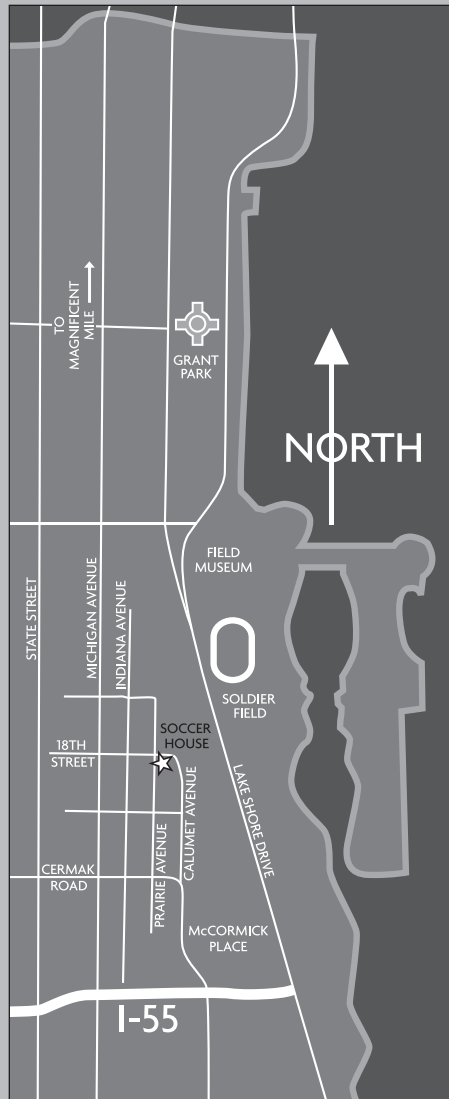 TO
MAGNIFICENT
MILE
GRANT
PARK
NORTH
FIELD
MUSEUM
STATE STREET
MICHIGAN AVENUE
INDIANA AVENUE
SOLDIER
FIELD
SOCCER
HOUSE
18TH
STREET
LAKE SHORE DRIVE
CALUMET AVENUE
PRAIRIE AVENUE
CERMAK
ROAD
McCORMICK
PLACE
I-55